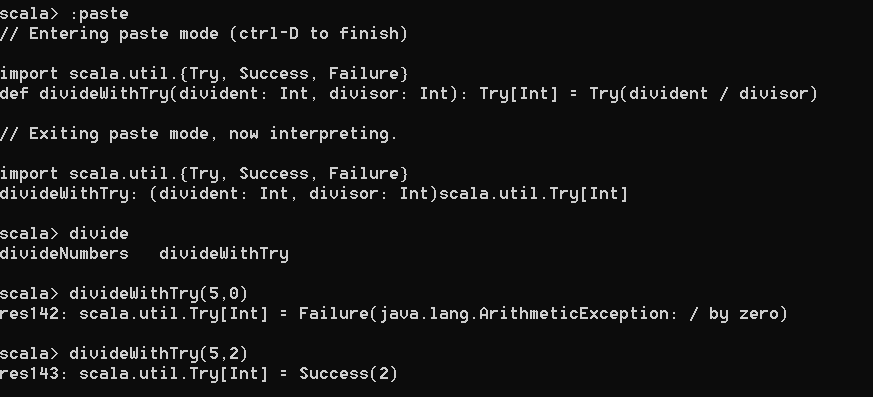 scala> :paste
// Entering paste mode (ctrl-D to finish)
import scala.util.{Try, Success, Failure}
def divideWithTry(divident: Int, divisor: Int): Try[Int] = Try(divident / divisor)
// Exiting paste mode, now interpreting.
import scala.util.{Try, Success, Failure}
divideWithTry: (divident: Int, divisor: Int)scala.util.Try[Int]
scala> divide
divideNumbers   divideWithTry
scala> divideWithTry(5,0)
res142: scala.util.Try[Int] = Failure(java.lang.ArithmeticException: / by zero)
scala> divideWithTry(5,2)
res143: scala.util.Try[Int] = Success(2)